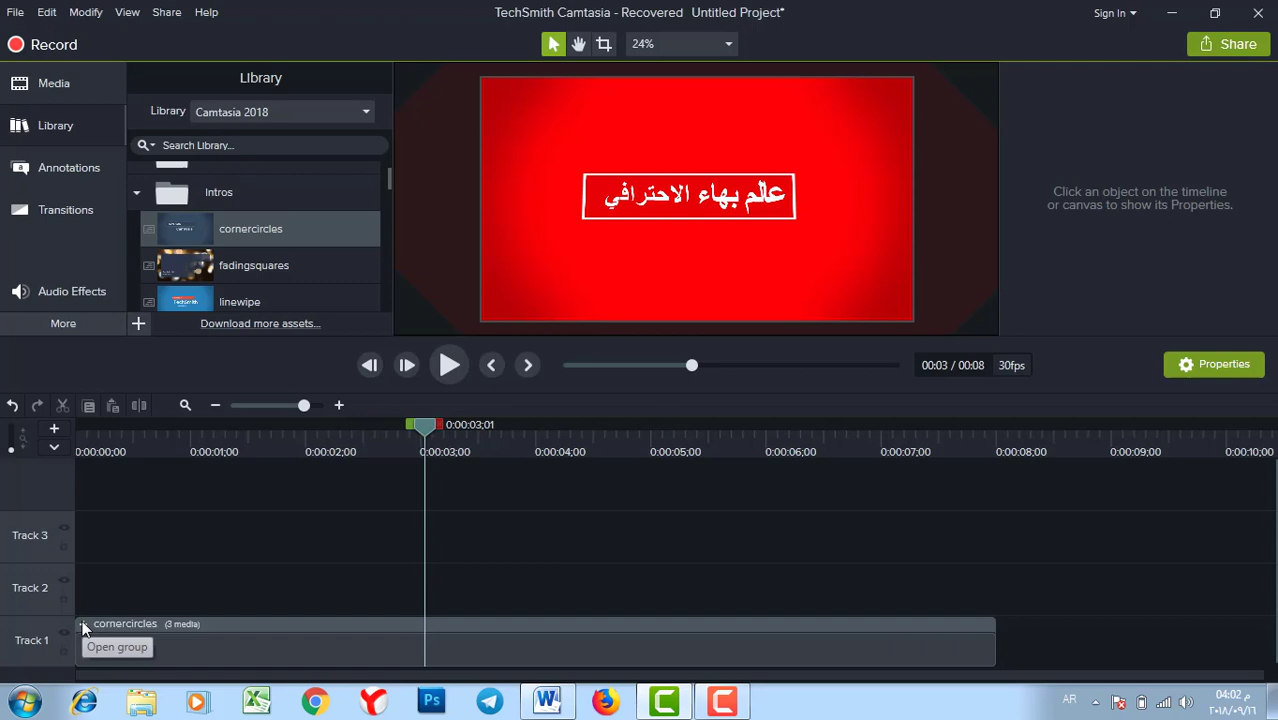 File Edit Modify View Share Help
TechSmith Camtasia - Recovered Untitled Project*
Sign In
Record
24%
Share
Media
Library
Annotations
Transitions
Audio Effects
More
Library
Library Camtasia 2018
Search Library...
Intros
cornercircles
fadingsquares
linewipe
Download more assets...
عالم بهاء الاحترافي
Click an object on the timeline
or canvas to show its Properties.
00:03 / 00:08 30fps
Properties
0:00:03;01
0:00:00;00 0:00:01;00 0:00:02;00 0:00:03;00 0:00:04;00 0:00:05;00 0:00:06;00 0:00:07;00 0:00:08;00 0:00:09;00 0:00:10;00
Track 3
Track 2
Track 1
cornercircles (3 media)
Open group
Ps
AR
04:02 م
٢٠١٨/٠٩/١٦